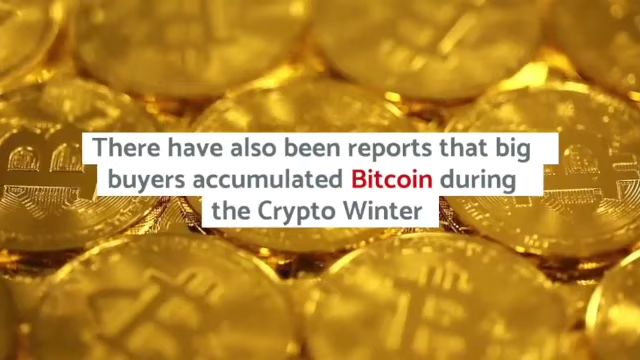 There have also been reports that big
buyers accumulated Bitcoin during
the Crypto Winter